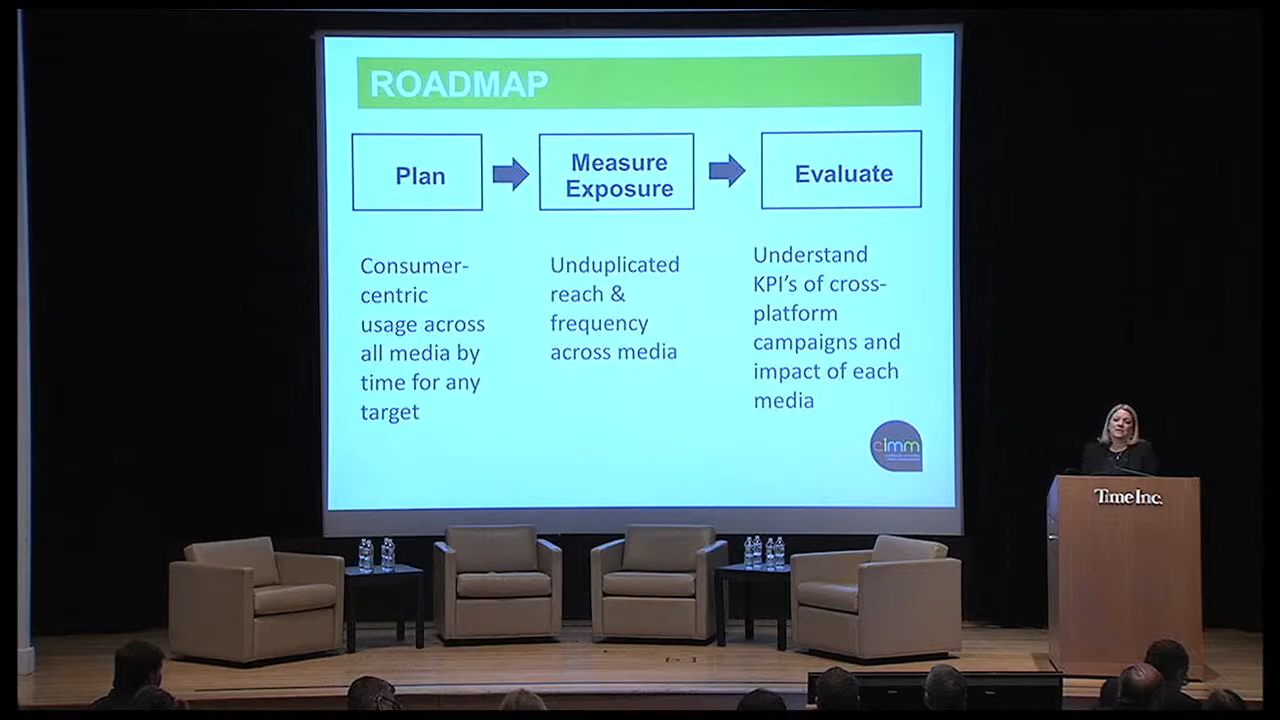 ROADMAP
Plan
Measure
Exposure
Evaluate
Consumer-
centric
usage across
all media by
time for any
target
Unduplicated
reach &
frequency
across media
Understand
KPI's of cross-
platform
campaigns and
impact of each
media
cimm
Time Inc.